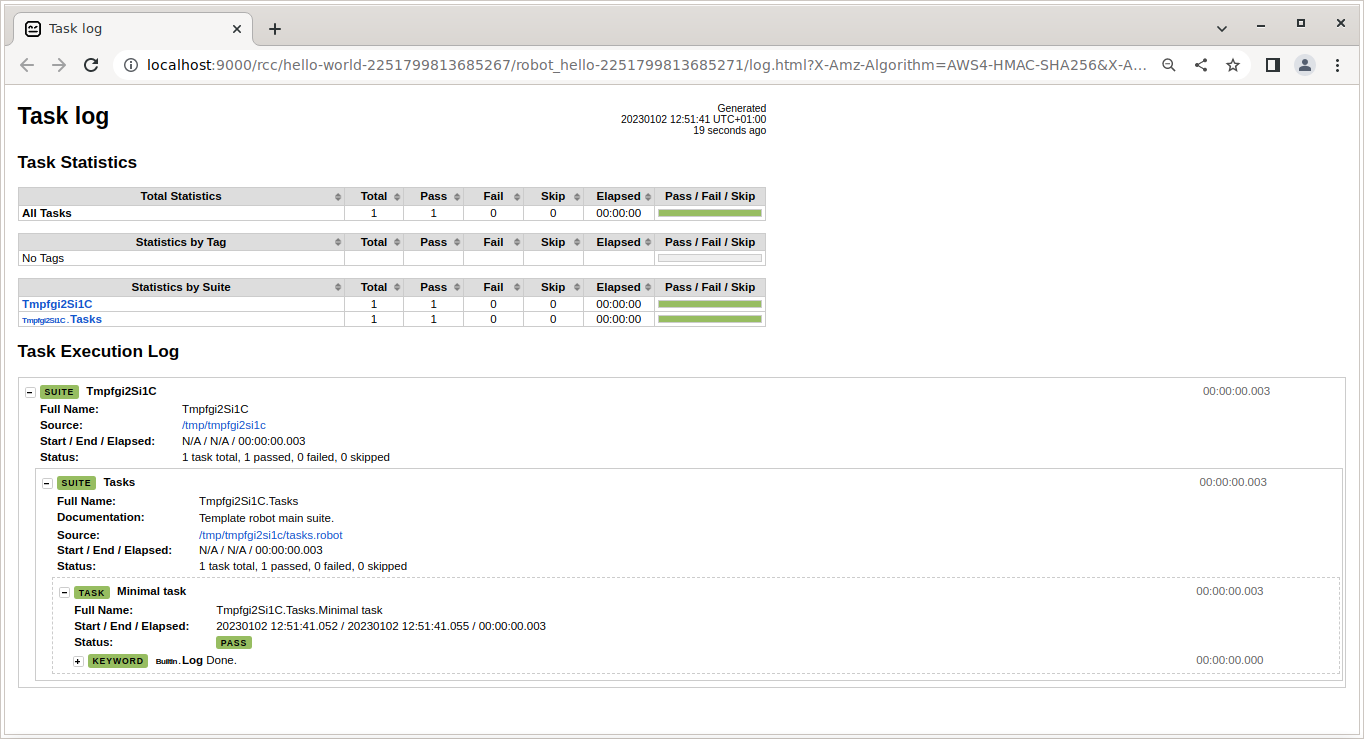 Task log
localhost:9000/rcc/hello-world-2251799813685267/robot_hello-2251799813685271/log.html?X-Amz-Algorithm=AWS4-HMAC-SHA256&X-A...
Task log
Generated
20230102 12:51:41 UTC+01:00
19 seconds ago
Task Statistics
Total Statistics Total Pass Fail Skip Elapsed Pass / Fail / Skip
All Tasks 1 1 0 0 00:00:00
Statistics by Tag Total Pass Fail Skip Elapsed Pass / Fail / Skip
No Tags
Statistics by Suite Total Pass Fail Skip Elapsed Pass / Fail / Skip
Tmpfgi2Si1C 1 1 0 0 00:00:00
Tmpfgi2Si1C . Tasks 1 1 0 0 00:00:00
Task Execution Log
SUITE Tmpfgi2Si1C 00:00:00.003
Full Name: Tmpfgi2Si1C
Source: /tmp/tmpfgi2si1c
Start / End / Elapsed: N/A / N/A / 00:00:00.003
Status: 1 task total, 1 passed, 0 failed, 0 skipped
SUITE Tasks 00:00:00.003
Full Name: Tmpfgi2Si1C.Tasks
Documentation: Template robot main suite.
Source: /tmp/tmpfgi2si1c/tasks.robot
Start / End / Elapsed: N/A / N/A / 00:00:00.003
Status: 1 task total, 1 passed, 0 failed, 0 skipped
TASK Minimal task 00:00:00.003
Full Name: Tmpfgi2Si1C.Tasks.Minimal task
Start / End / Elapsed: 20230102 12:51:41.052 / 20230102 12:51:41.055 / 00:00:00.003
Status: PASS
KEYWORD BuiltIn . Log Done. 00:00:00.000